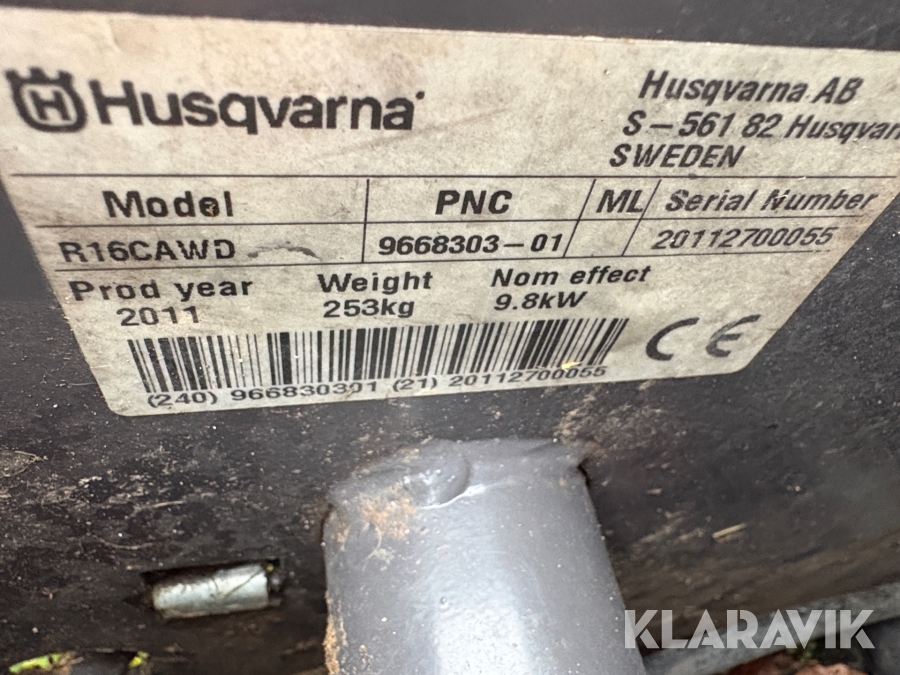 Husqvarna
Husqvarna AB
S-561 82 Husqvar
SWEDEN
Model PNC ML Serial Number
R16CAWD 9668303-01 20112700055
Prod year Weight Nom effect
2011 253kg 9.8kW
CE
(240) 966830301 (21) 20112700055
KLARAVIK